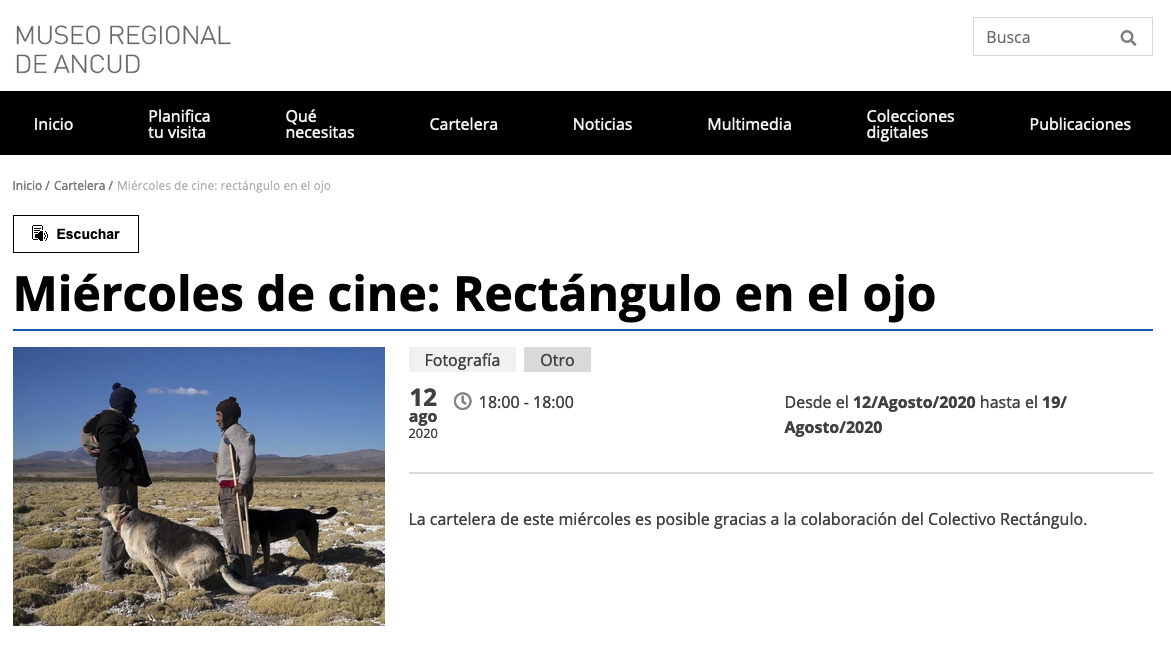 MUSEO REGIONAL
DE ANCUD
Busca
Inicio
Planifica
tu visita
Qué
necesitas
Cartelera
Noticias
Multimedia
Colecciones
digitales
Publicaciones
Inicio / Cartelera / Miércoles de cine: rectángulo en el ojo
Escuchar
Miércoles de cine: Rectángulo en el ojo
Fotografía
Otro
12
ago
2020
18:00 - 18:00
Desde el 12/Agosto/2020 hasta el 19/
Agosto/2020
La cartelera de este miércoles es posible gracias a la colaboración del Colectivo Rectángulo.